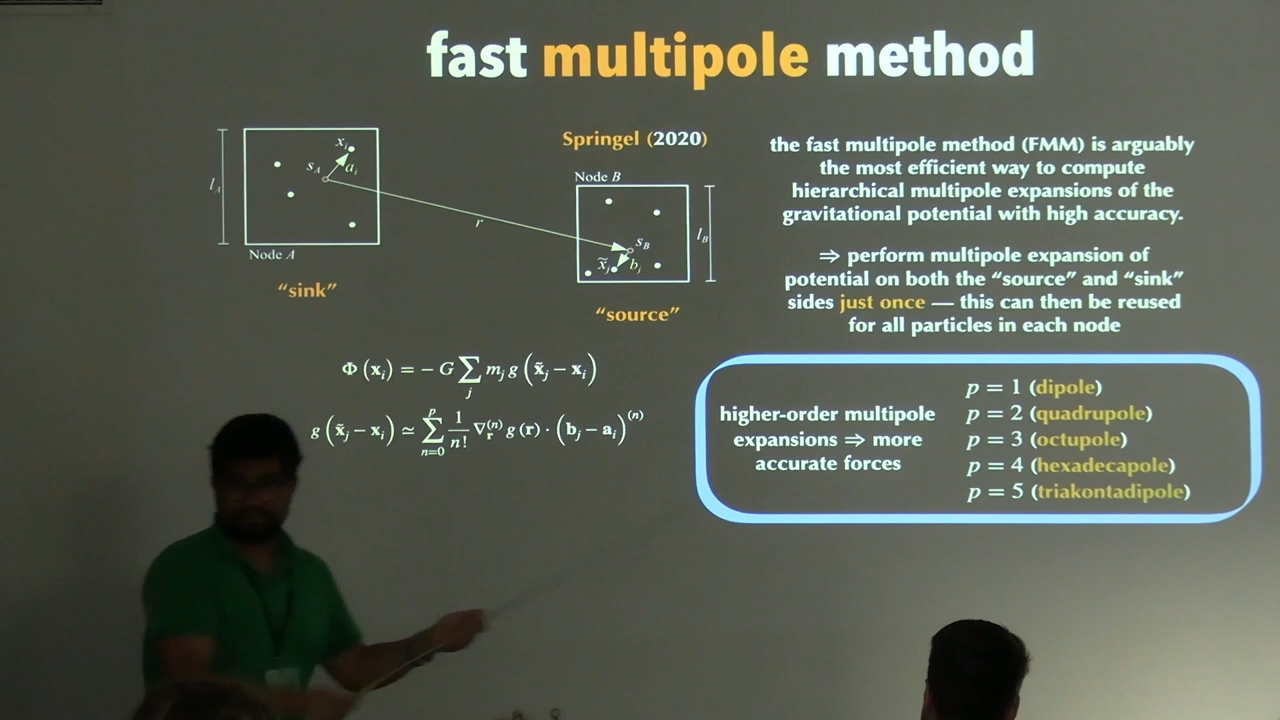 fast multipole method
Springel (2020)
x_i
s_A
a_i
l_A
r
Node A
"sink"
Node B
s_B
x̃_j
b_j
l_B
"source"
the fast multipole method (FMM) is arguably
the most efficient way to compute
hierarchical multipole expansions of the
gravitational potential with high accuracy.
⇒ perform multipole expansion of
potential on both the "source" and "sink"
sides just once — this can then be reused
for all particles in each node
Φ (x_i) = − G ∑_j m_j g (x̃_j − x_i)
g (x̃_j − x_i) ≃ ∑_{n=0}^{p} 1/n! ∇_r^{(n)} g (r) · (b_j − a_i)^{(n)}
higher-order multipole
expansions ⇒ more
accurate forces
p = 1 (dipole)
p = 2 (quadrupole)
p = 3 (octupole)
p = 4 (hexadecapole)
p = 5 (triakontadipole)